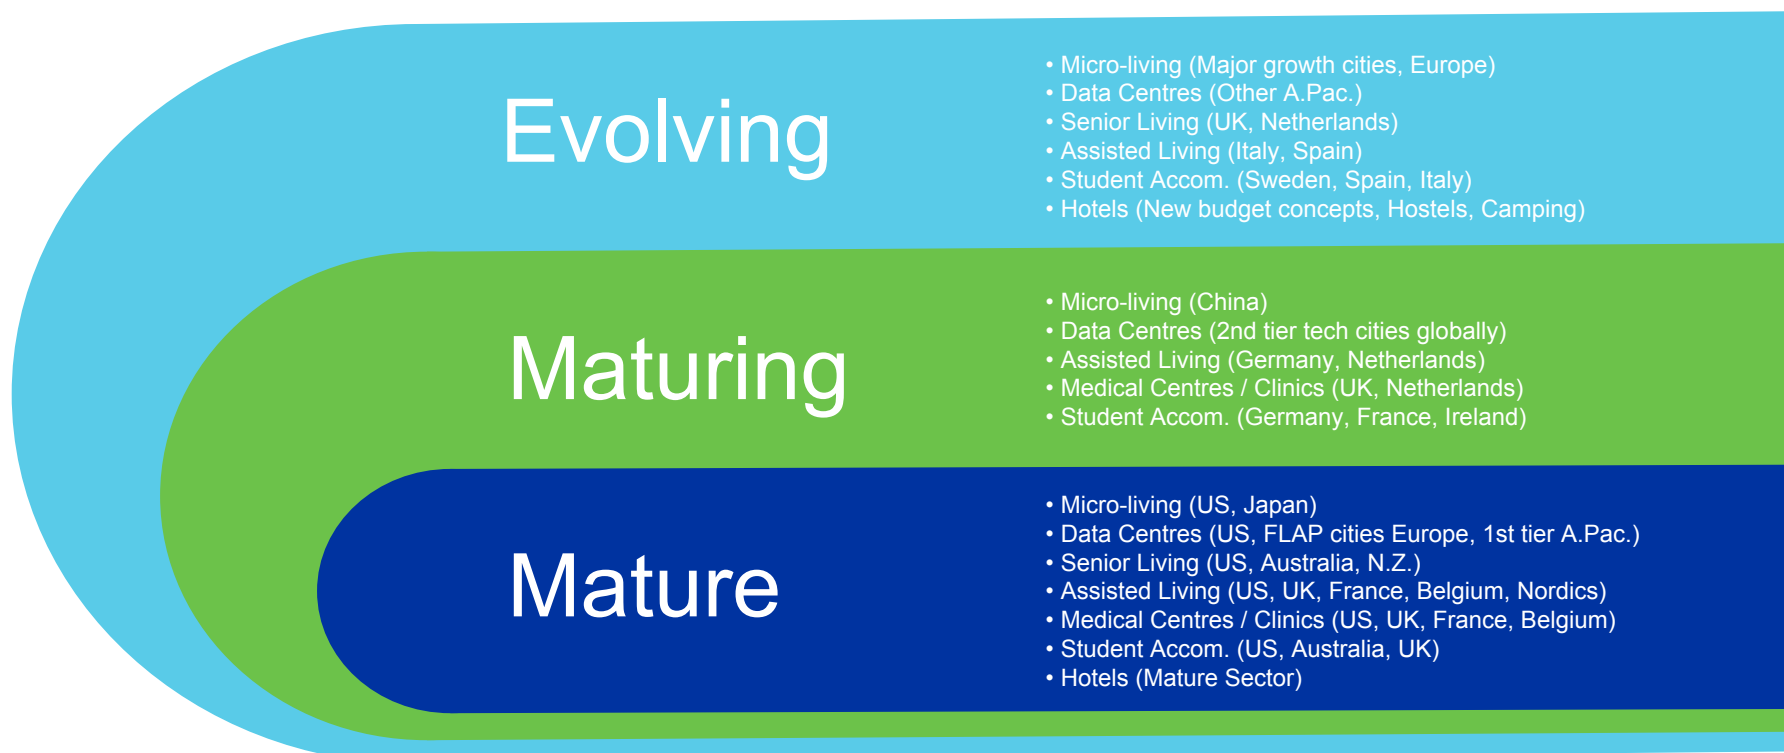 Evolving
• Micro-living (Major growth cities, Europe)
• Data Centres (Other A.Pac.)
• Senior Living (UK, Netherlands)
• Assisted Living (Italy, Spain)
• Student Accom. (Sweden, Spain, Italy)
• Hotels (New budget concepts, Hostels, Camping)
Maturing
• Micro-living (China)
• Data Centres (2nd tier tech cities globally)
• Assisted Living (Germany, Netherlands)
• Medical Centres / Clinics (UK, Netherlands)
• Student Accom. (Germany, France, Ireland)
Mature
• Micro-living (US, Japan)
• Data Centres (US, FLAP cities Europe, 1st tier A.Pac.)
• Senior Living (US, Australia, N.Z.)
• Assisted Living (US, UK, France, Belgium, Nordics)
• Medical Centres / Clinics (US, UK, France, Belgium)
• Student Accom. (US, Australia, UK)
• Hotels (Mature Sector)